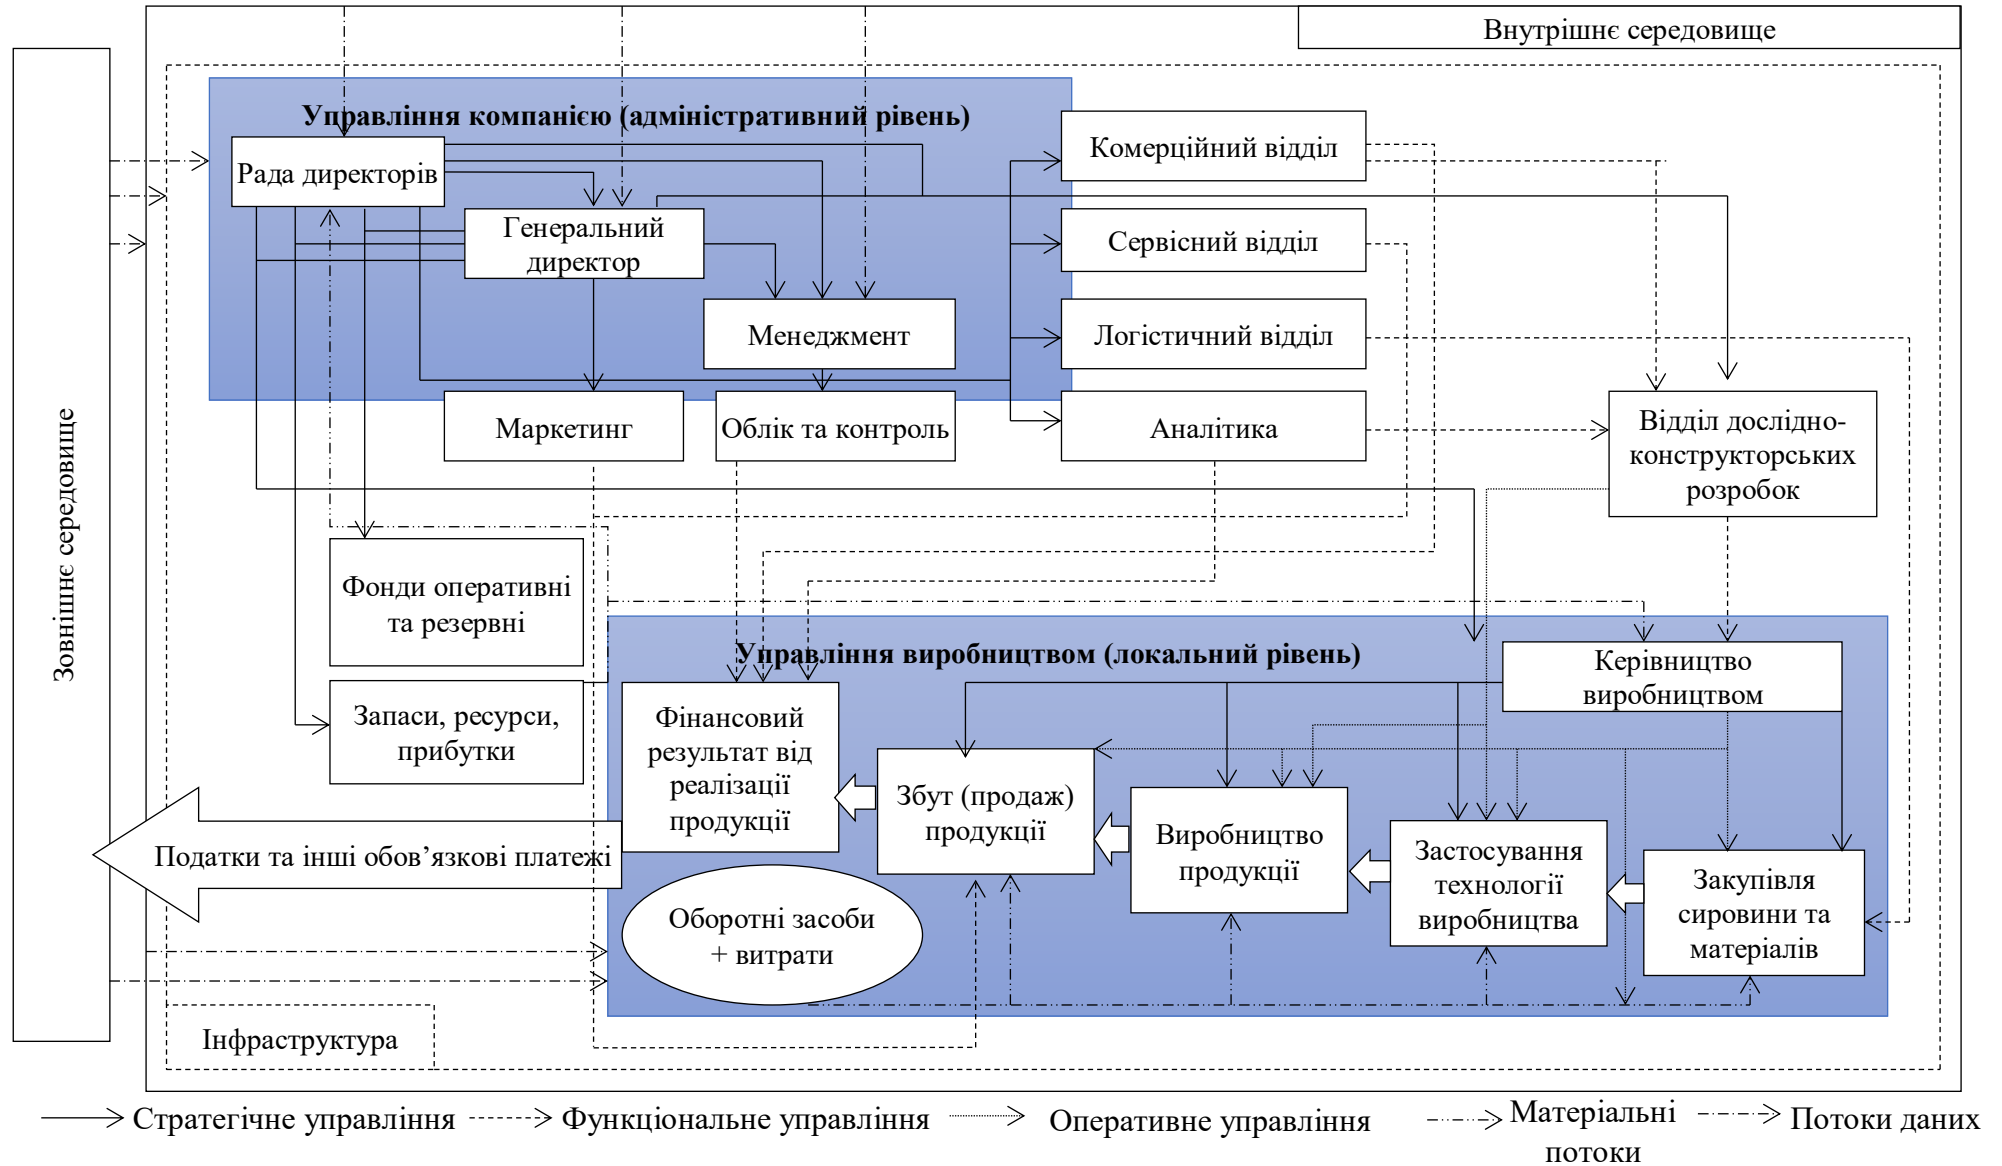 Внутрішнє середовище
Зовнішнє середовище
Управління компанією (адміністративний рівень)
Рада директорів
Генеральний
директор
Менеджмент
Маркетинг
Облік та контроль
Комерційний відділ
Сервісний відділ
Логістичний відділ
Аналітика
Відділ дослідно-
конструкторських
розробок
Фонди оперативні
та резервні
Запаси, ресурси,
прибутки
Управління виробництвом (локальний рівень)
Керівництво
виробництвом
Фінансовий
результат від
реалізації
продукції
Збут (продаж)
продукції
Виробництво
продукції
Застосування
технології
виробництва
Закупівля
сировини та
матеріалів
Податки та інші обов’язкові платежі
Оборотні засоби
+ витрати
Інфраструктура
Стратегічне управління
Функціональне управління
Оперативне управління
Матеріальні
потоки
Потоки даних